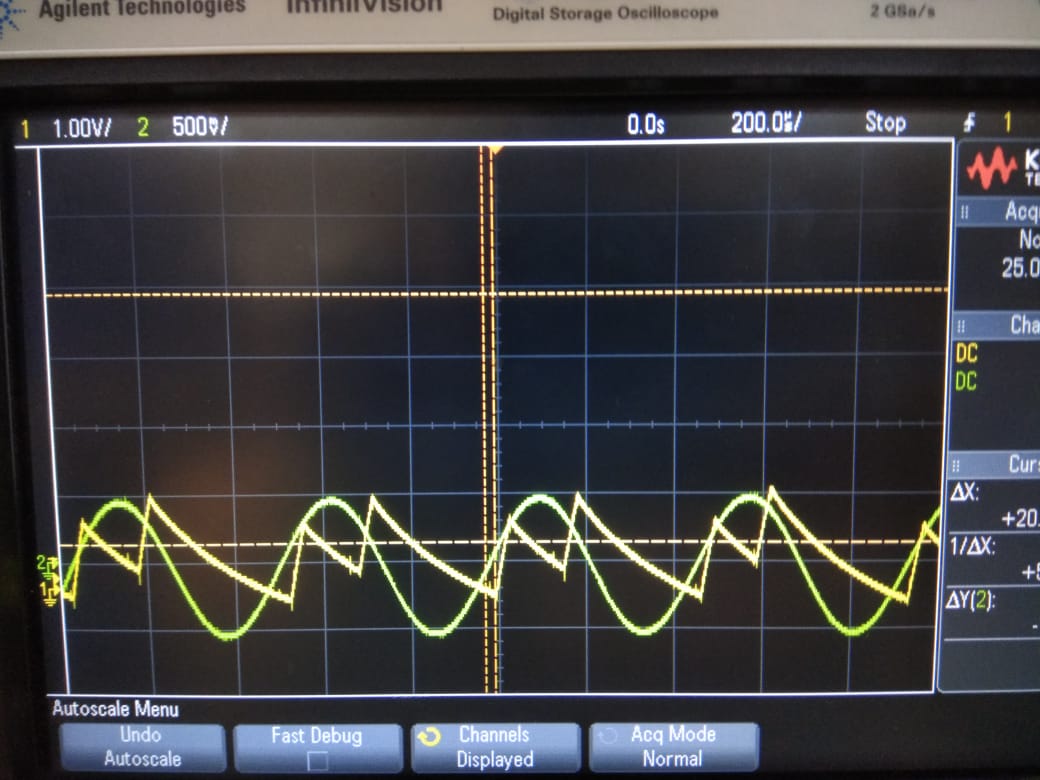 Agilent Technologies InfiniiVision Digital Storage Oscilloscope 2 GSa/s
1 1.00V/ 2 500mV/ 0.0s 200.0us/ Stop 1
K
TE
Acq
No
25.0
Cha
DC
DC
Curs
ΔX:
+20.
1/ΔX:
+5
ΔY(2):
-
2
1
Autoscale Menu
Undo Autoscale
Fast Debug
Channels Displayed
Acq Mode Normal